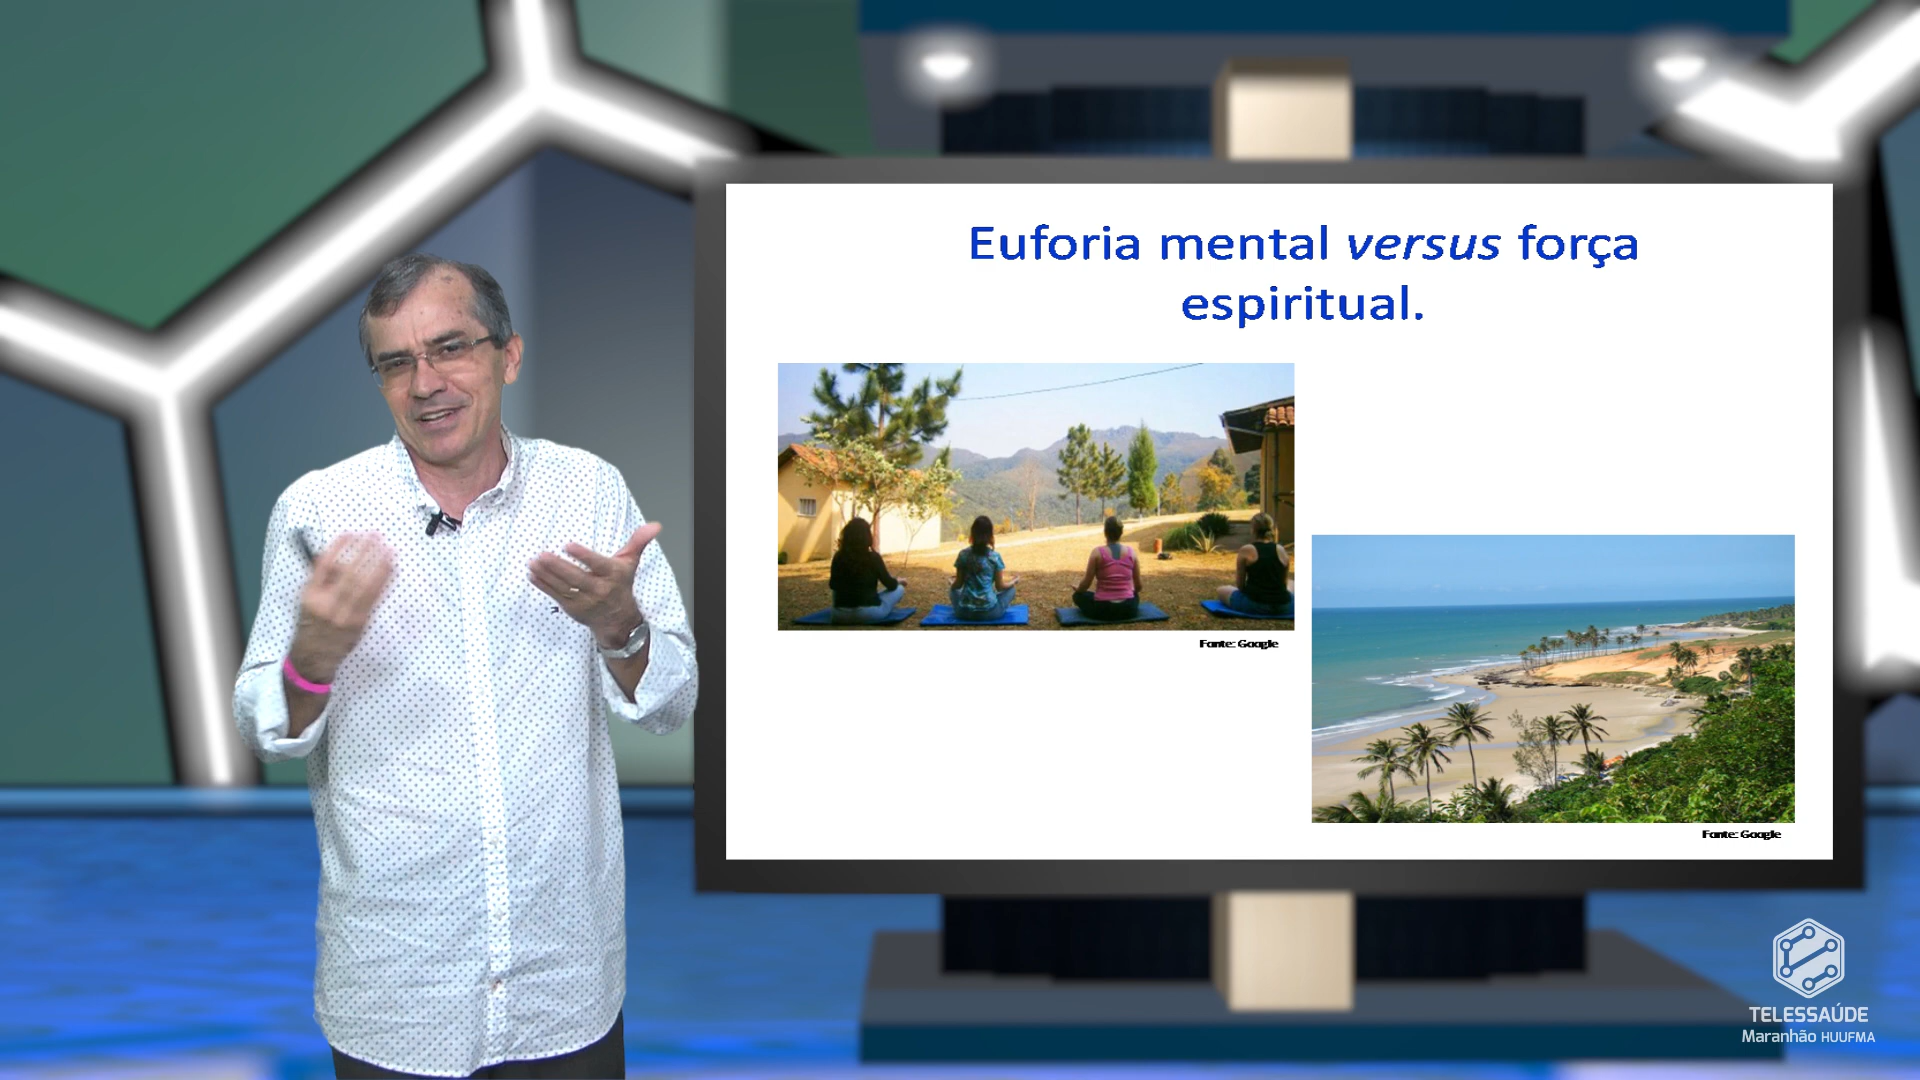 Euforia mental versus força
espiritual.
Fonte: Google
Fonte: Google
TELESSAÚDE
Maranhão HUUFMA